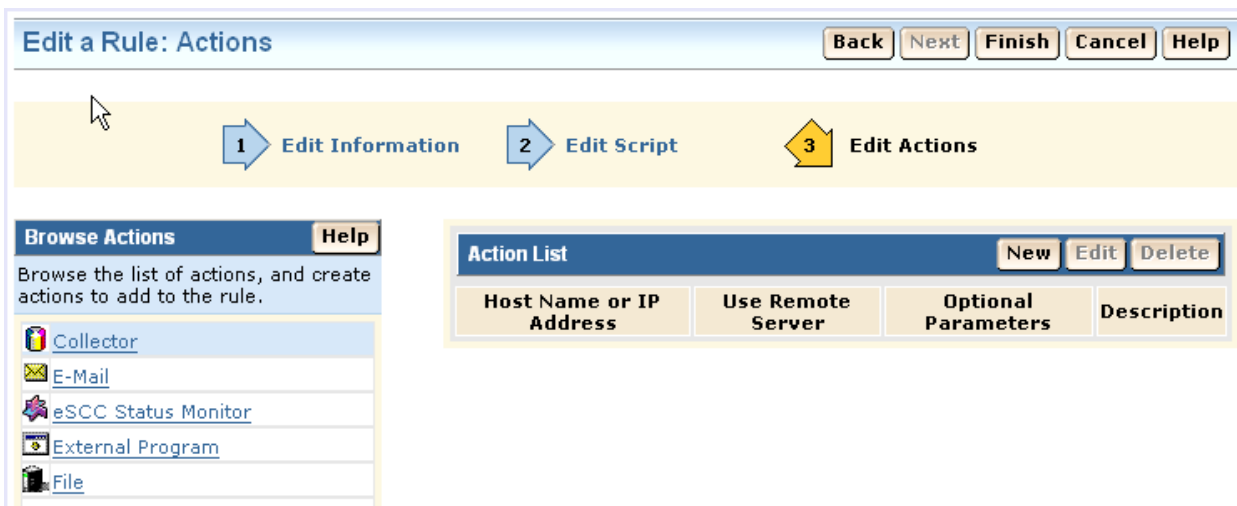 Edit a Rule: Actions
Back Next Finish Cancel Help
1 Edit Information 2 Edit Script 3 Edit Actions
Browse Actions Help
Browse the list of actions, and create
actions to add to the rule.
Collector
E-Mail
eSCC Status Monitor
External Program
File
Action List New Edit Delete
Host Name or IP Use Remote Optional Description
Address Server Parameters